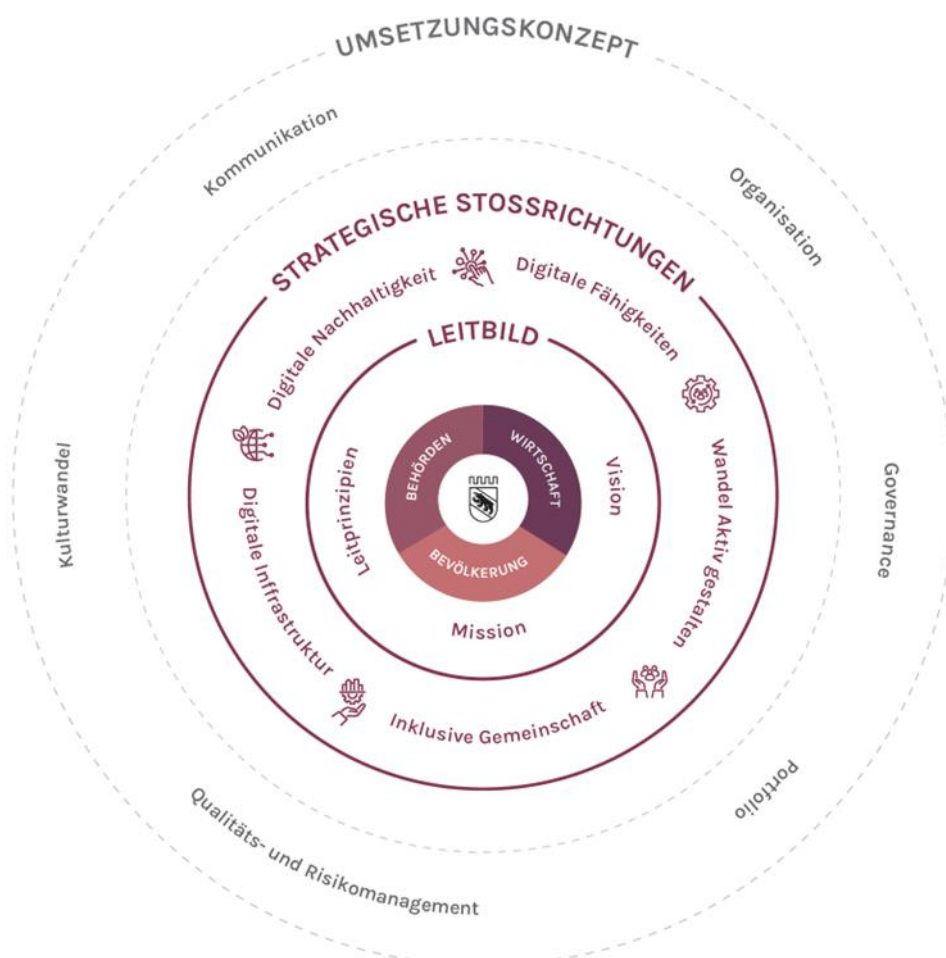 UMSETZUNGSKONZEPT
Kommunikation
Organisation
Governance
Portfolio
Qualitäts- und Risikomanagement
Kulturwandel
STRATEGISCHE STOSSRICHTUNGEN
Digitale Nachhaltigkeit
Digitale Fähigkeiten
Wandel Aktiv gestalten
Inklusive Gemeinschaft
Digitale Inffrastruktur
LEITBILD
Leitprinzipien
Vision
Mission
BEHÖRDEN
WIRTSCHAFT
BEVÖLKERUNG